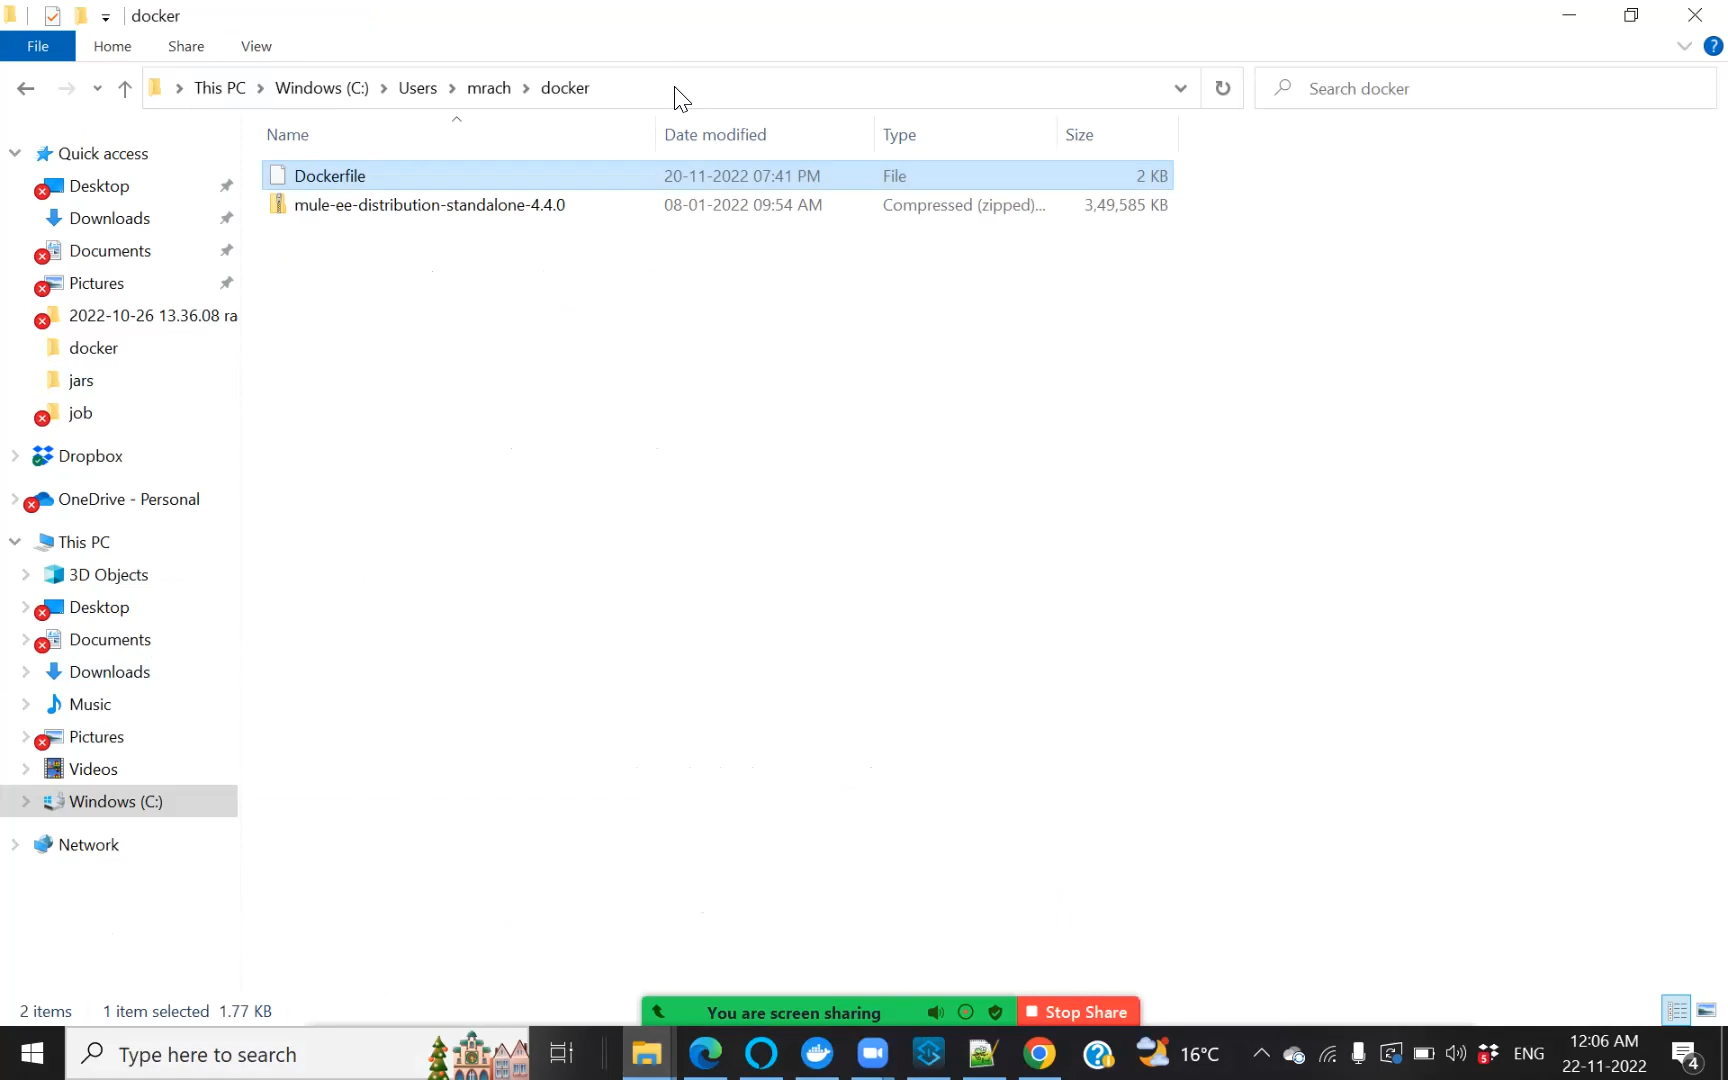 docker
File Home Share View
This PC Windows (C:) Users mrach docker
Search docker
Name Date modified Type Size
Dockerfile 20-11-2022 07:41 PM File 2 KB
mule-ee-distribution-standalone-4.4.0 08-01-2022 09:54 AM Compressed (zipped)... 3,49,585 KB
Quick access
Desktop
Downloads
Documents
Pictures
2022-10-26 13.36.08 ra
docker
jars
job
Dropbox
OneDrive - Personal
This PC
3D Objects
Desktop
Documents
Downloads
Music
Pictures
Videos
Windows (C:)
Network
2 items 1 item selected 1.77 KB
You are screen sharing
Stop Share
Type here to search
16°C
5
ENG
12:06 AM
22-11-2022
4